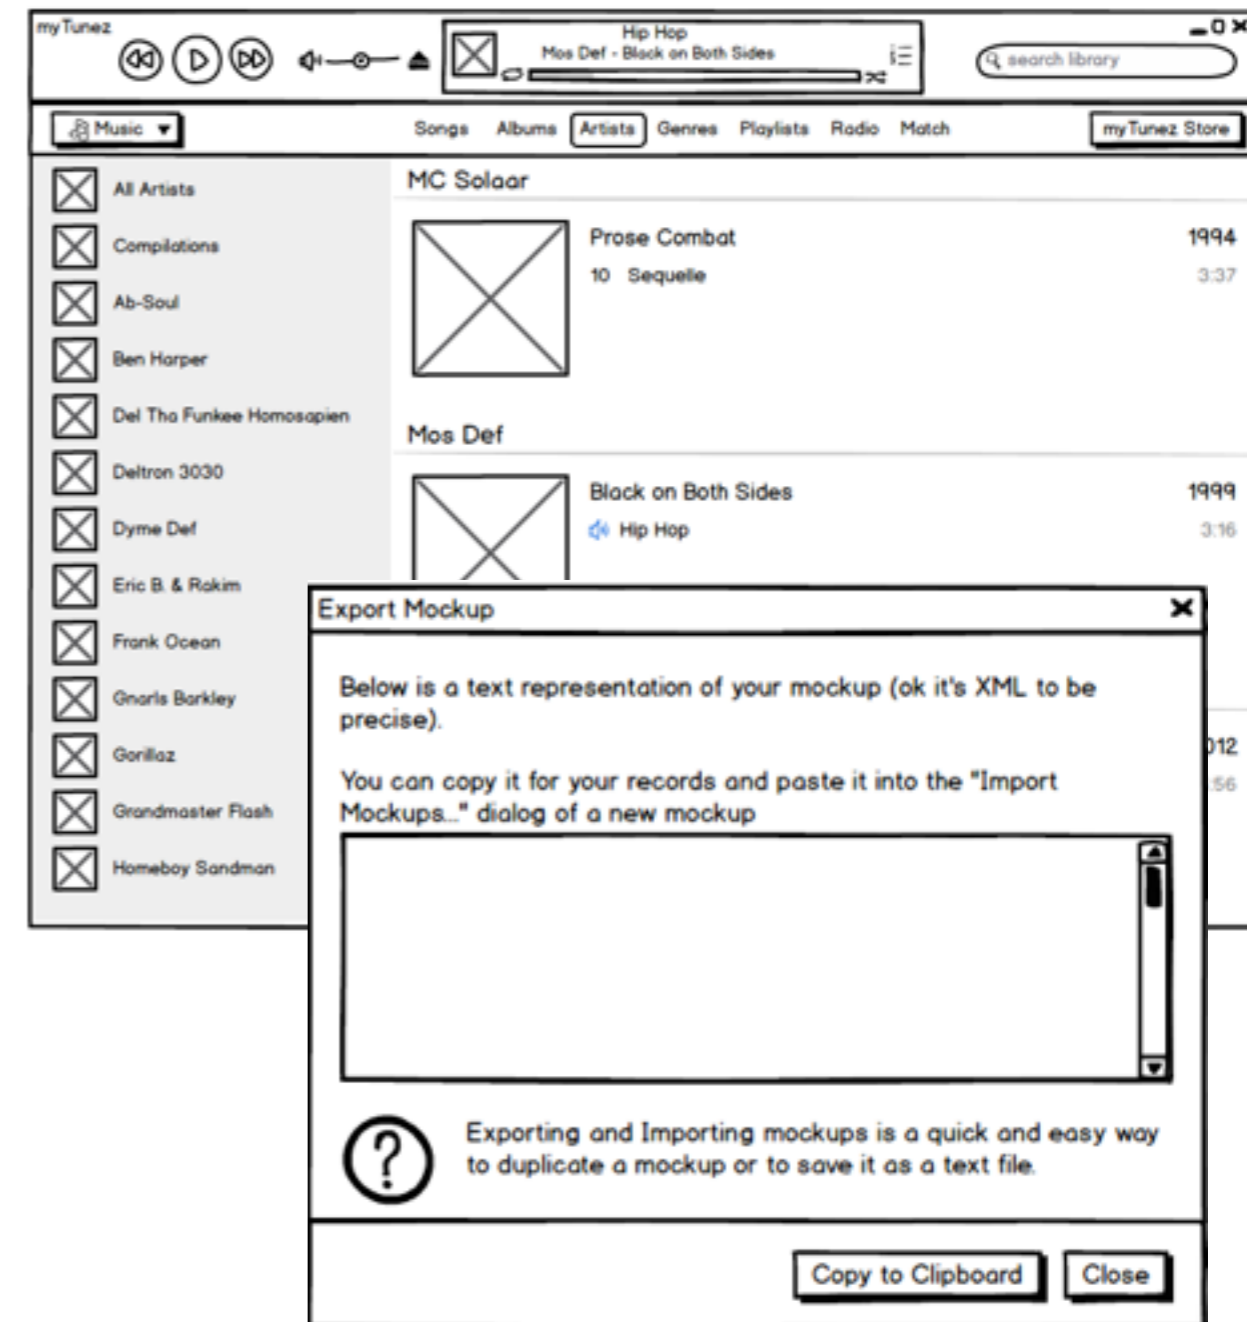 myTunez
Hip Hop
Mos Def - Black on Both Sides
search library
Music
Songs Albums Artists Genres Playlists Radio Match
myTunez Store
All Artists
Compilations
Ab-Soul
Ben Harper
Del Tha Funkee Homosapien
Deltron 3030
Dyme Def
Eric B. & Rakim
Frank Ocean
Gnarls Barkley
Gorillaz
Grandmaster Flash
Homeboy Sandman
MC Solaar
Prose Combat 1994
10 Sequelle 3:37
Mos Def
Black on Both Sides 1999
Hip Hop 3:16
012
:56
Export Mockup
Below is a text representation of your mockup (ok it's XML to be
precise).
You can copy it for your records and paste it into the "Import
Mockups..." dialog of a new mockup
Exporting and Importing mockups is a quick and easy way
to duplicate a mockup or to save it as a text file.
Copy to Clipboard Close